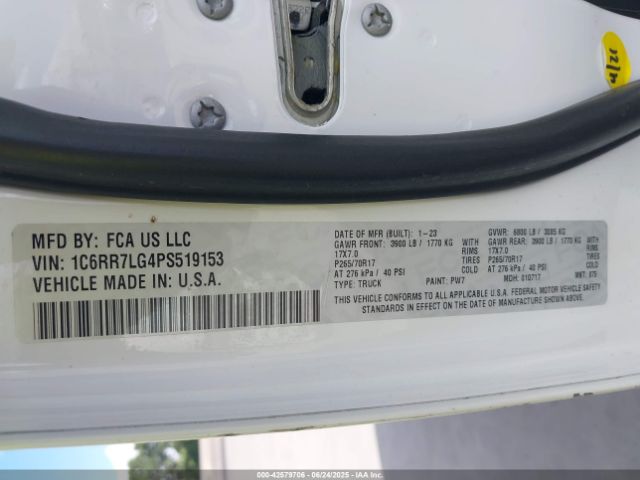 MFD BY: FCA US LLC
VIN: 1C6RR7LG4PS519153
VEHICLE MADE IN: U.S.A.
DATE OF MFR (BUILT): 1-23 GVWR: 6800 LB / 3085 KG
GAWR FRONT: 3900 LB / 1770 KG WITH GAWR REAR: 3900 LB / 1770 KG WITH
17X7.0 RIMS 17X7.0 RIMS
P265/70R17 TIRES P265/70R17 TIRES
AT 276 kPa / 40 PSI COLD AT 276 kPa / 40 PSI COLD
TYPE: TRUCK PAINT: PW7 MDH: 010717
THIS VEHICLE CONFORMS TO ALL APPLICABLE U.S.A. FEDERAL MOTOR VEHICLE SAFETY
STANDARDS IN EFFECT ON THE DATE OF MANUFACTURE SHOWN ABOVE.
000-42579706 - 06/24/2025 - IAAI.com